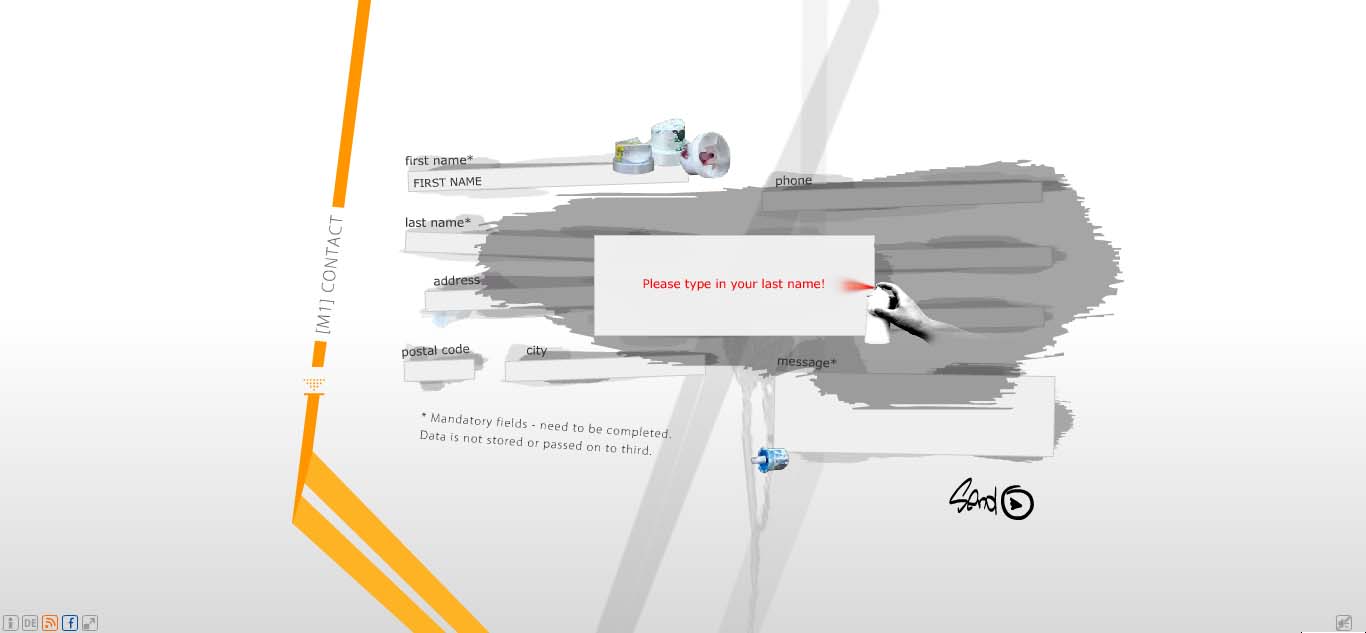 first name*
FIRST NAME
phone
last name*
Please type in your last name!
address
postal code
city
message*
* Mandatory fields - need to be completed.
Data is not stored or passed on to third.
[M1] CONTACT
Send
DE
f